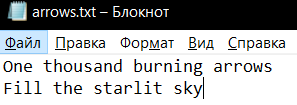 arrows.txt – Блокнот
Файл Правка Формат Вид Справка
One thousand burning arrows
Fill the starlit sky